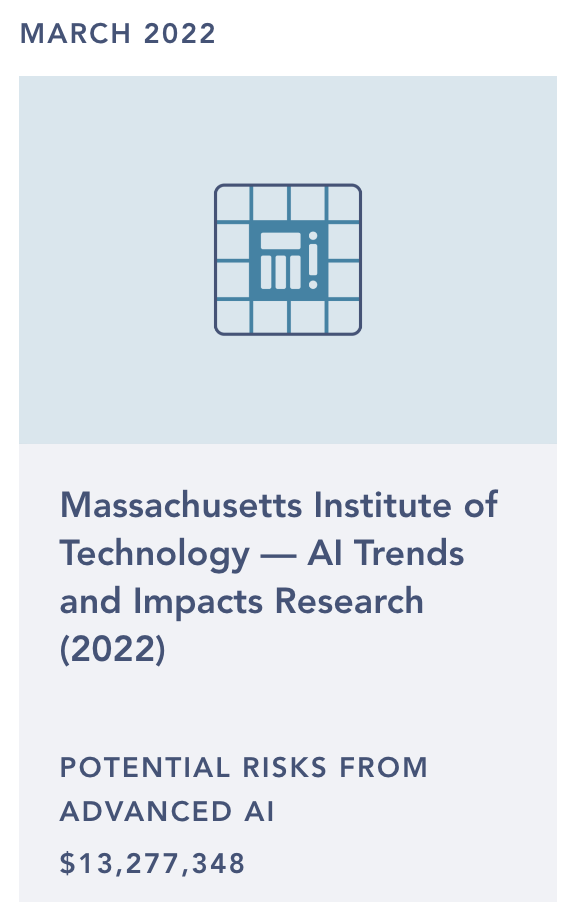 MARCH 2022
Massachusetts Institute of
Technology — AI Trends
and Impacts Research
(2022)
POTENTIAL RISKS FROM
ADVANCED AI
$13,277,348